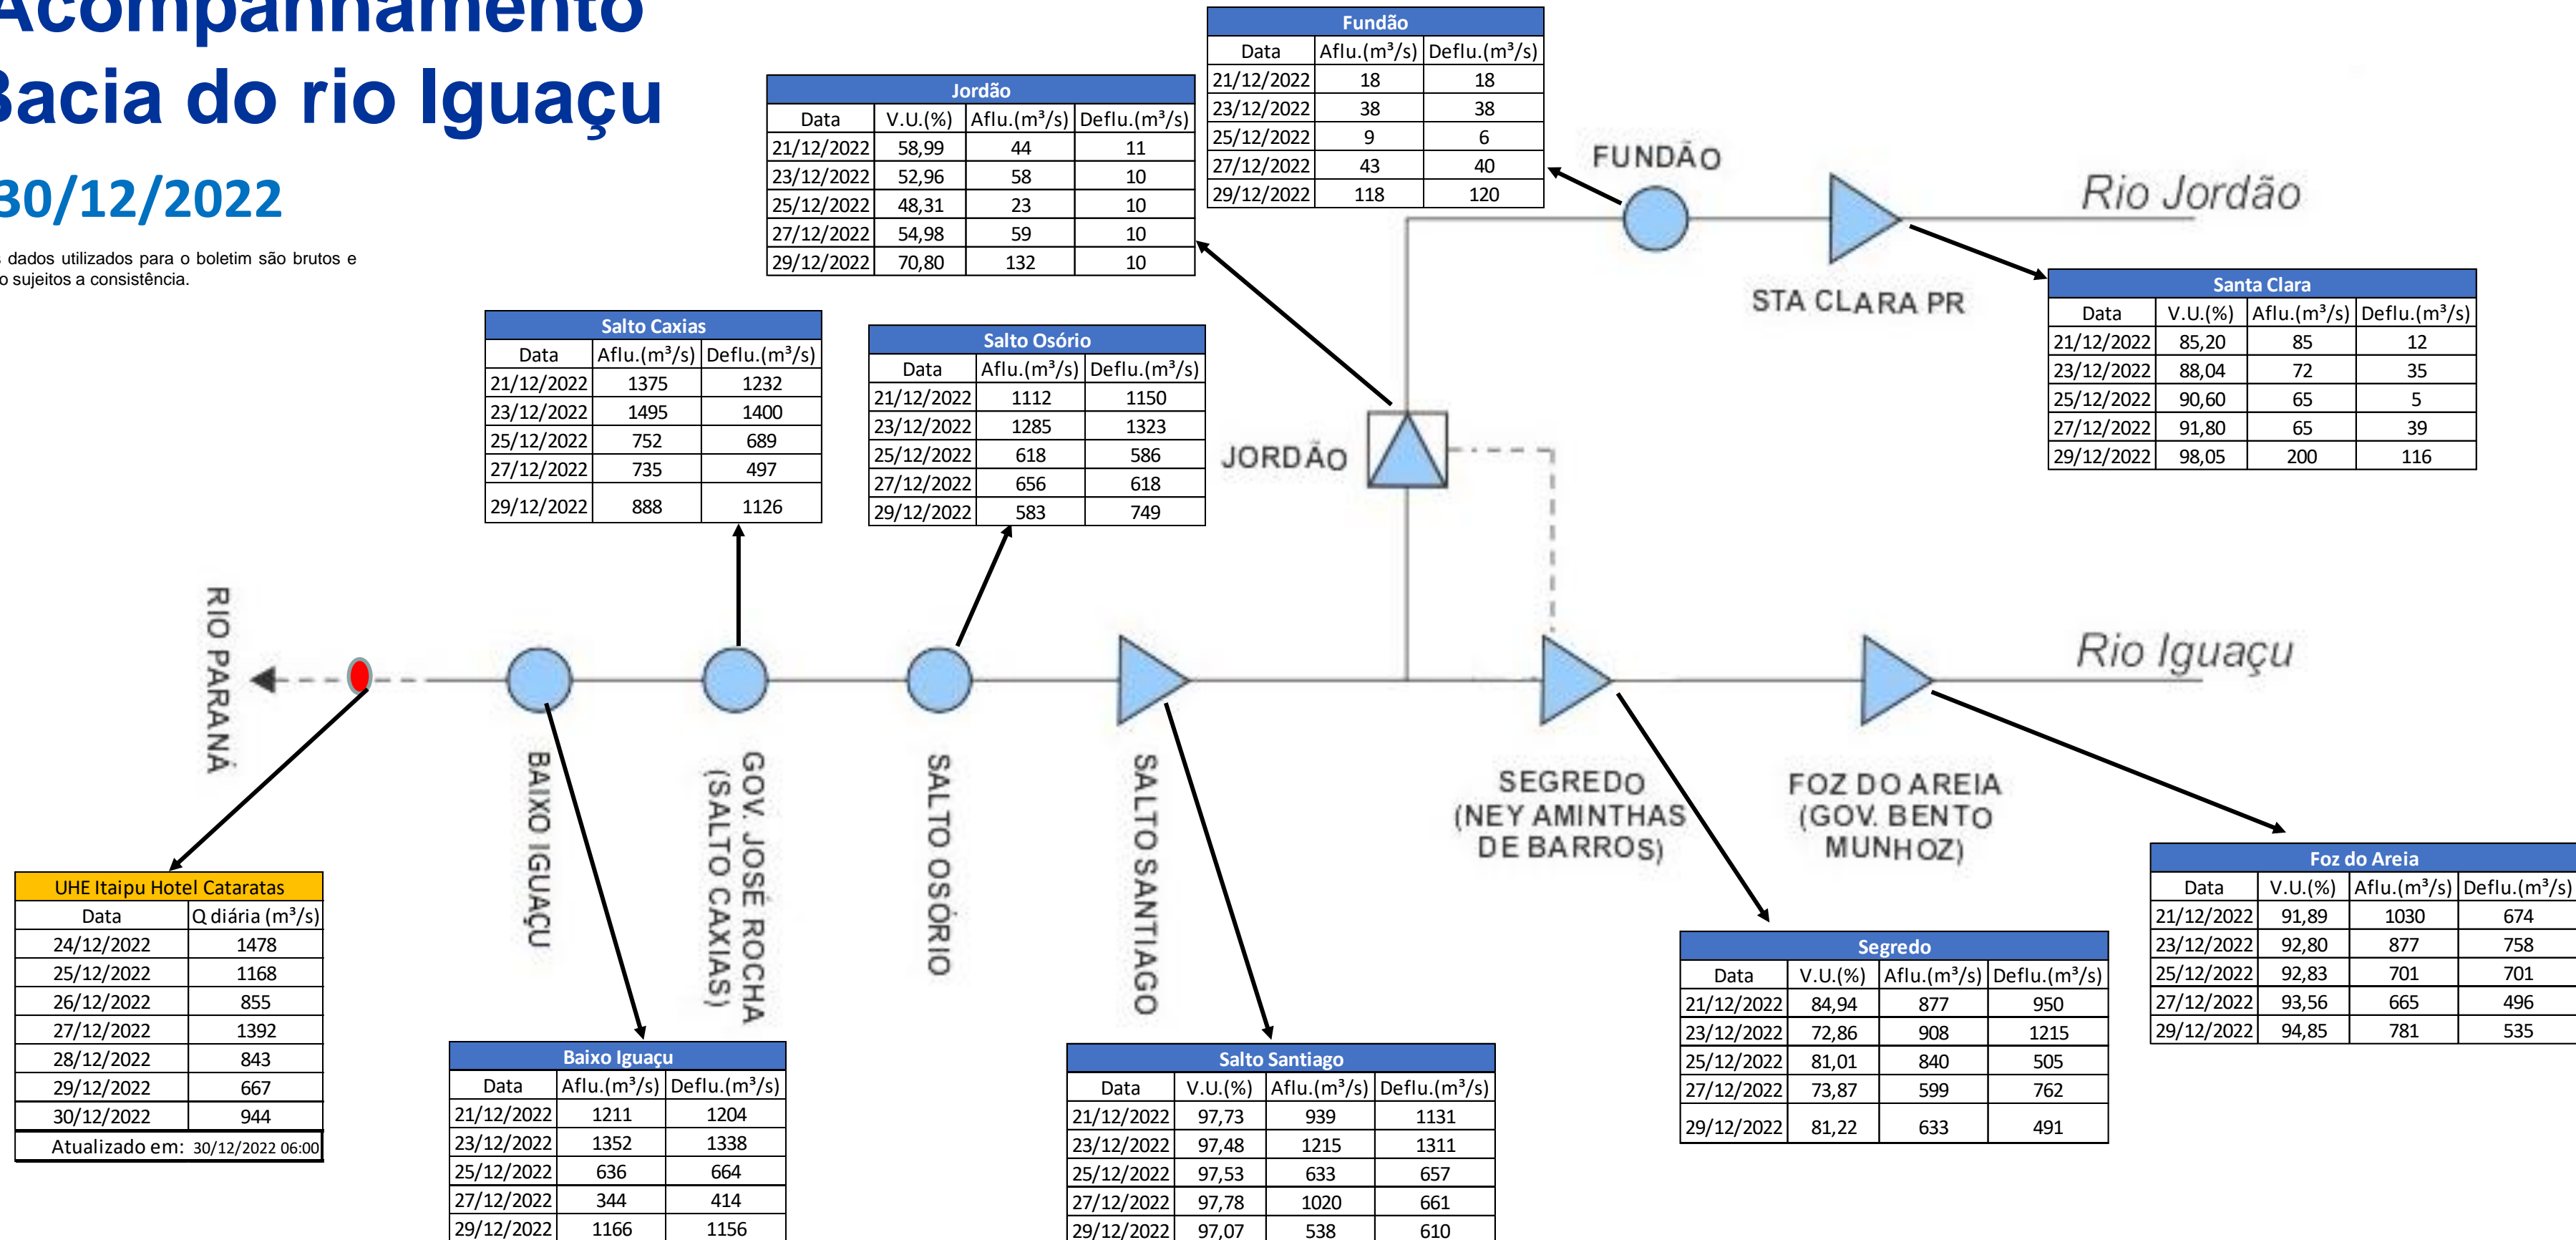 Acompanhamento
Bacia do rio Iguaçu
30/12/2022
dados utilizados para o boletim são brutos e
sujeitos a consistência.
Fundão
Data Aflu.(m³/s) Deflu.(m³/s)
21/12/2022 18 18
23/12/2022 38 38
25/12/2022 9 6
27/12/2022 43 40
29/12/2022 118 120
Jordão
Data V.U.(%) Aflu.(m³/s) Deflu.(m³/s)
21/12/2022 58,99 44 11
23/12/2022 52,96 58 10
25/12/2022 48,31 23 10
27/12/2022 54,98 59 10
29/12/2022 70,80 132 10
FUNDÃO
Rio Jordão
STA CLARA PR
Santa Clara
Data V.U.(%) Aflu.(m³/s) Deflu.(m³/s)
21/12/2022 85,20 85 12
23/12/2022 88,04 72 35
25/12/2022 90,60 65 5
27/12/2022 91,80 65 39
29/12/2022 98,05 200 116
Salto Caxias
Data Aflu.(m³/s) Deflu.(m³/s)
21/12/2022 1375 1232
23/12/2022 1495 1400
25/12/2022 752 689
27/12/2022 735 497
29/12/2022 888 1126
Salto Osório
Data Aflu.(m³/s) Deflu.(m³/s)
21/12/2022 1112 1150
23/12/2022 1285 1323
25/12/2022 618 586
27/12/2022 656 618
29/12/2022 583 749
JORDÃO
RIO PARANÁ
Rio Iguaçu
BAIXO IGUAÇU
GOV. JOSÉ ROCHA
(SALTO CAXIAS)
SALTO OSÓRIO
SALTO SANTIAGO
SEGREDO
(NEY AMINTHAS
DE BARROS)
FOZ DO AREIA
(GOV. BENTO
MUNHOZ)
UHE Itaipu Hotel Cataratas
Data Q diária (m³/s)
24/12/2022 1478
25/12/2022 1168
26/12/2022 855
27/12/2022 1392
28/12/2022 843
29/12/2022 667
30/12/2022 944
Atualizado em: 30/12/2022 06:00
Baixo Iguaçu
Data Aflu.(m³/s) Deflu.(m³/s)
21/12/2022 1211 1204
23/12/2022 1352 1338
25/12/2022 636 664
27/12/2022 344 414
29/12/2022 1166 1156
Salto Santiago
Data V.U.(%) Aflu.(m³/s) Deflu.(m³/s)
21/12/2022 97,73 939 1131
23/12/2022 97,48 1215 1311
25/12/2022 97,53 633 657
27/12/2022 97,78 1020 661
29/12/2022 97,07 538 610
Segredo
Data V.U.(%) Aflu.(m³/s) Deflu.(m³/s)
21/12/2022 84,94 877 950
23/12/2022 72,86 908 1215
25/12/2022 81,01 840 505
27/12/2022 73,87 599 762
29/12/2022 81,22 633 491
Foz do Areia
Data V.U.(%) Aflu.(m³/s) Deflu.(m³/s)
21/12/2022 91,89 1030 674
23/12/2022 92,80 877 758
25/12/2022 92,83 701 701
27/12/2022 93,56 665 496
29/12/2022 94,85 781 535